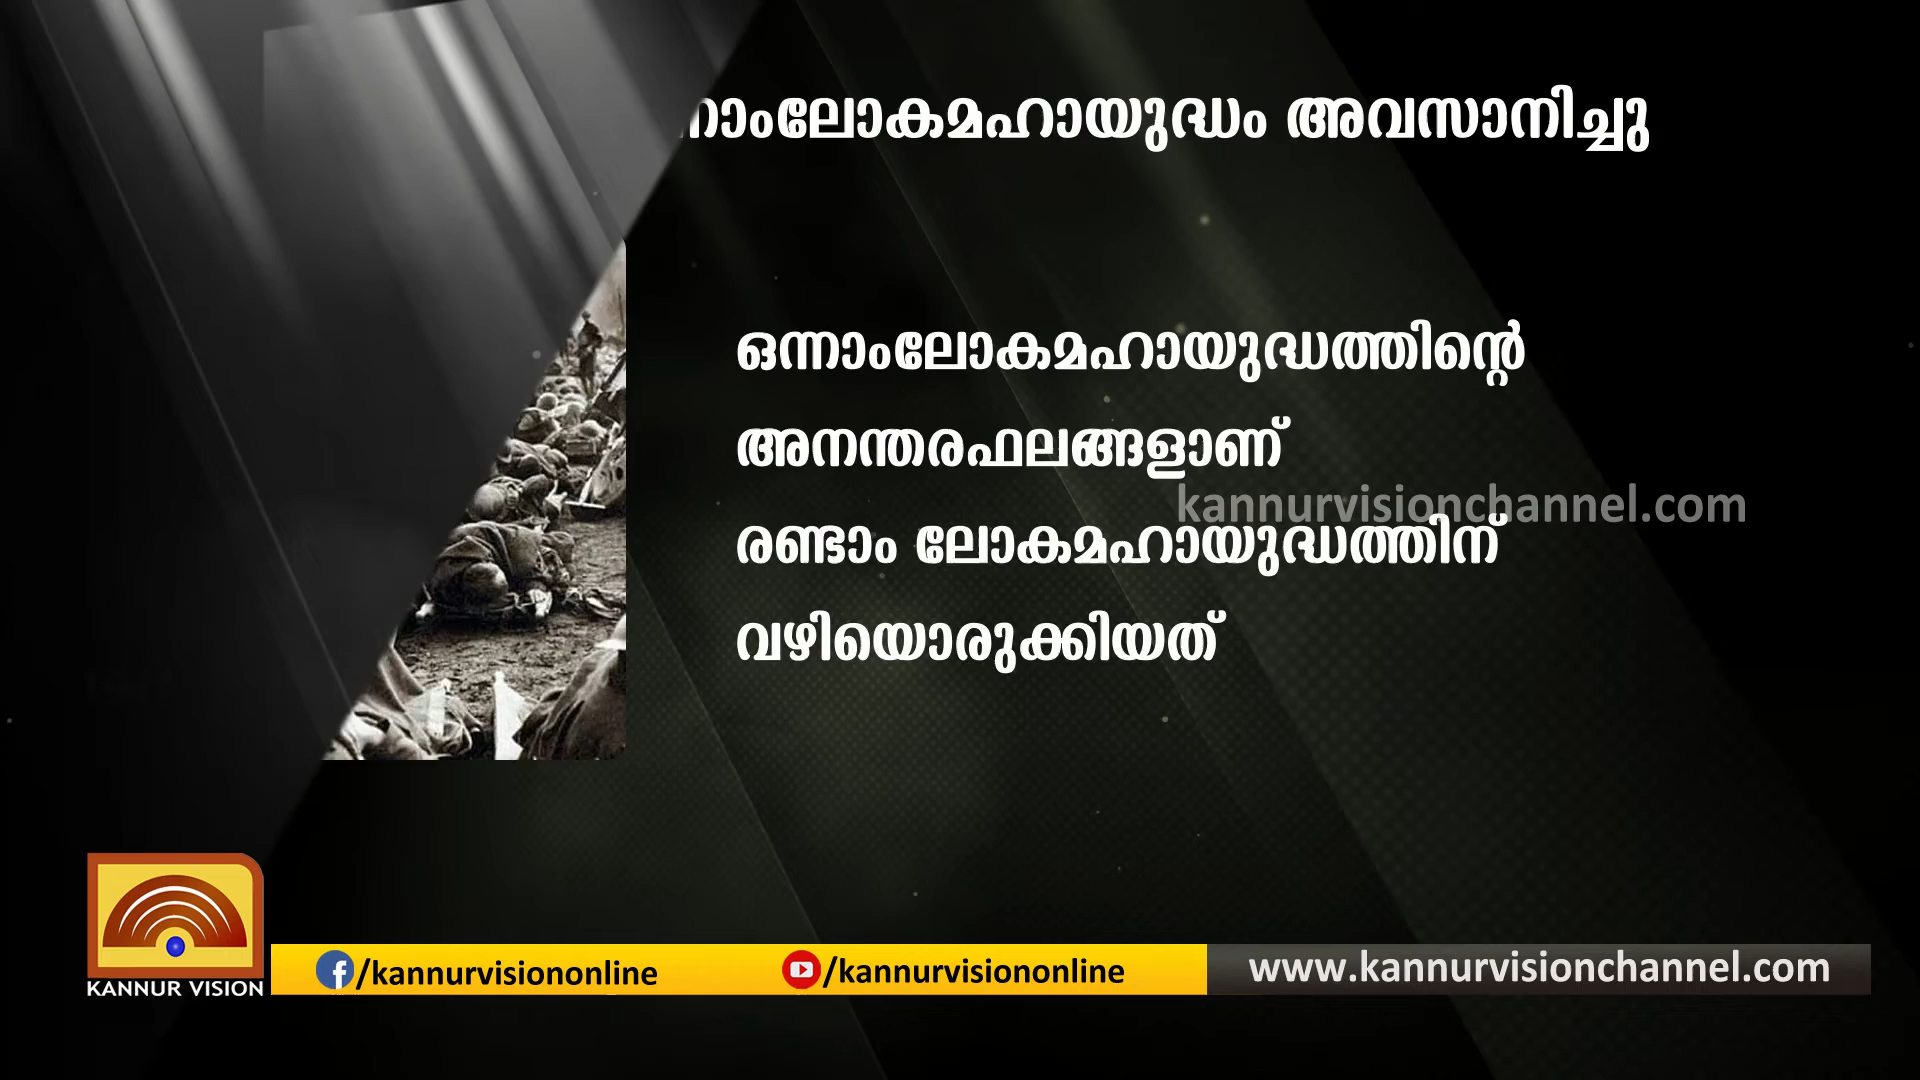 നാംലോകമഹായുദ്ധം അവസാനിച്ചു
ഒന്നാംലോകമഹായുദ്ധത്തിന്റെ
അനന്തരഫലങ്ങളാണ്
kannurvisionchannel.com
രണ്ടാം ലോകമഹായുദ്ധത്തിന്
വഴിയൊരുക്കിയത്
KANNUR VISION
/kannurvisiononline
/kannurvisiononline
www.kannurvisionchannel.com